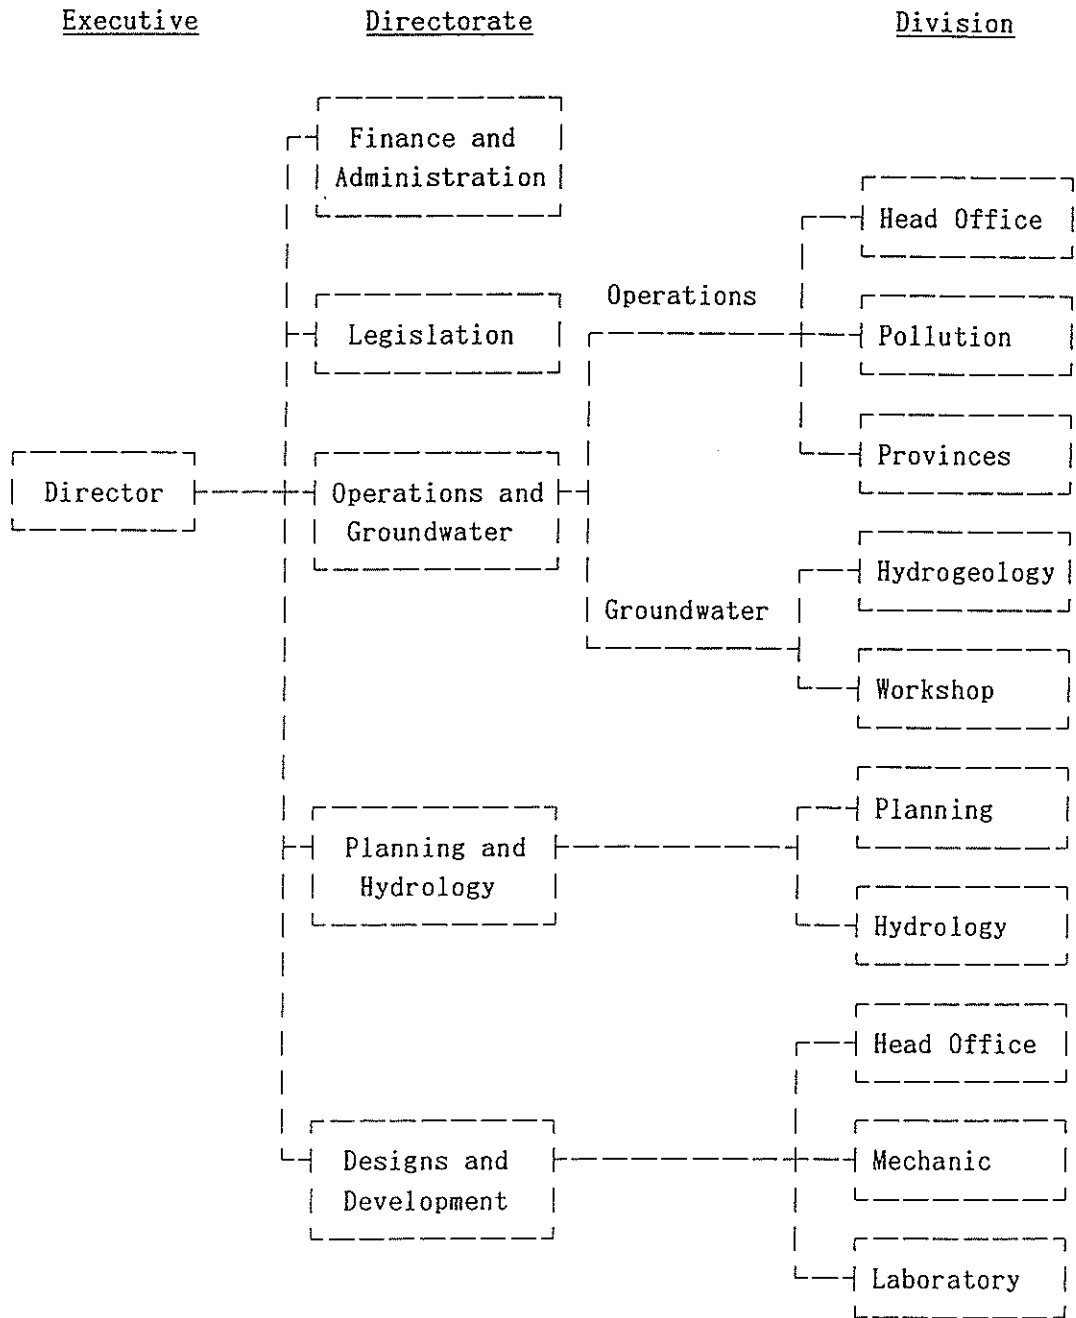 Executive Directorate Division
Finance and
Administration
Head Office
Operations
Legislation
Pollution
Provinces
Director
Operations and
Groundwater
Hydrogeology
Groundwater
Workshop
Planning
Planning and
Hydrology
Hydrology
Head Office
Designs and
Development
Mechanic
Laboratory